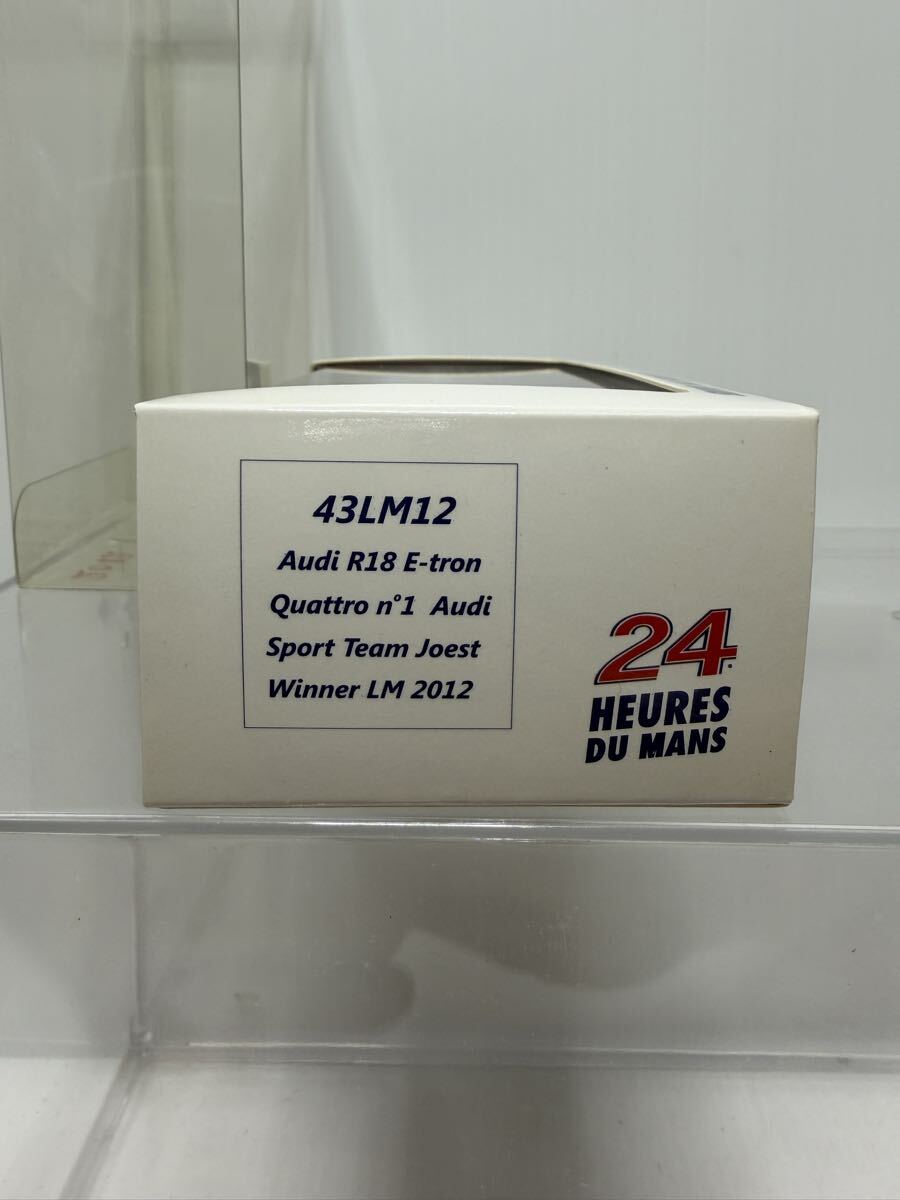 43LM12
Audi R18 E-tron
Quattro n°1 Audi
Sport Team Joest
Winner LM 2012
24
HEURES
DU MANS